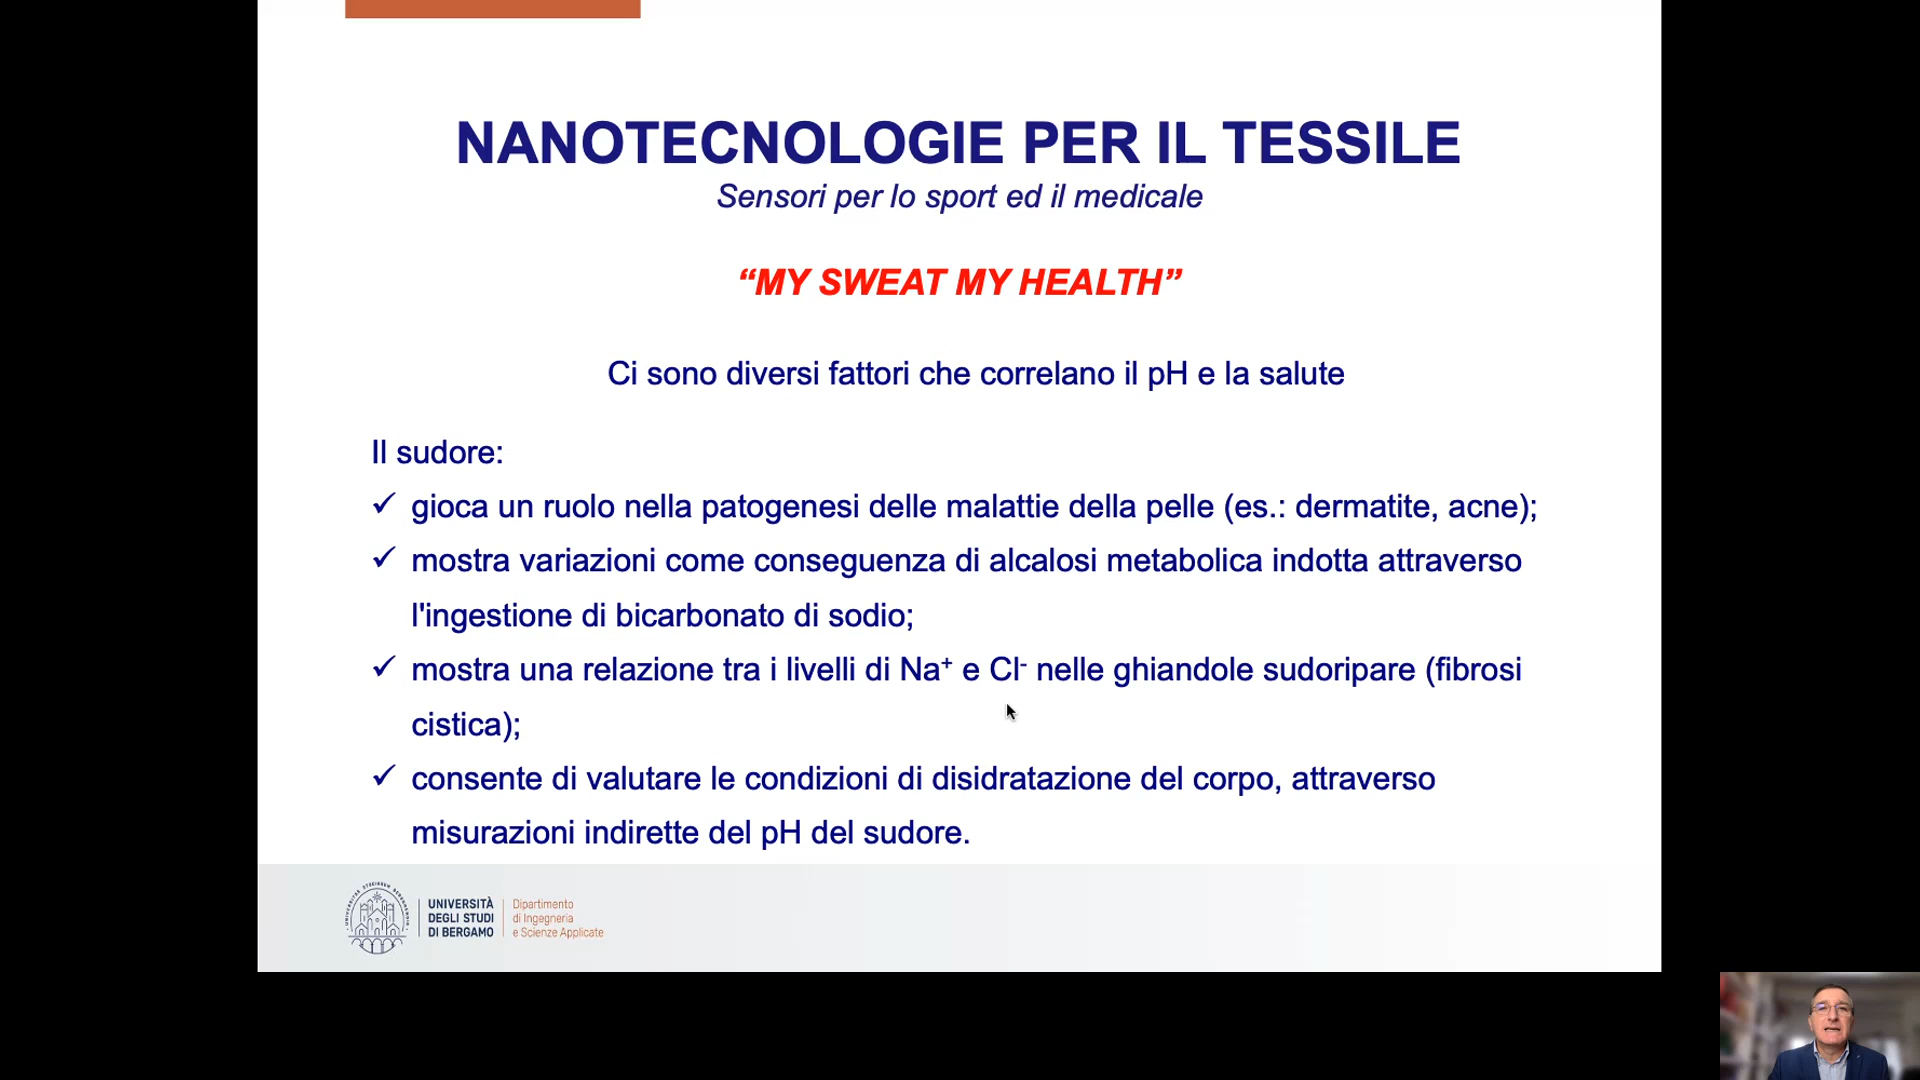 NANOTECNOLOGIE PER IL TESSILE
Sensori per lo sport ed il medicale
“MY SWEAT MY HEALTH”
Ci sono diversi fattori che correlano il pH e la salute
Il sudore:
✓ gioca un ruolo nella patogenesi delle malattie della pelle (es.: dermatite, acne);
✓ mostra variazioni come conseguenza di alcalosi metabolica indotta attraverso
l'ingestione di bicarbonato di sodio;
✓ mostra una relazione tra i livelli di Na⁺ e Cl⁻ nelle ghiandole sudoripare (fibrosi
cistica);
✓ consente di valutare le condizioni di disidratazione del corpo, attraverso
misurazioni indirette del pH del sudore.
UNIVERSITÀ
DEGLI STUDI
DI BERGAMO
Dipartimento
di Ingegneria
e Scienze Applicate